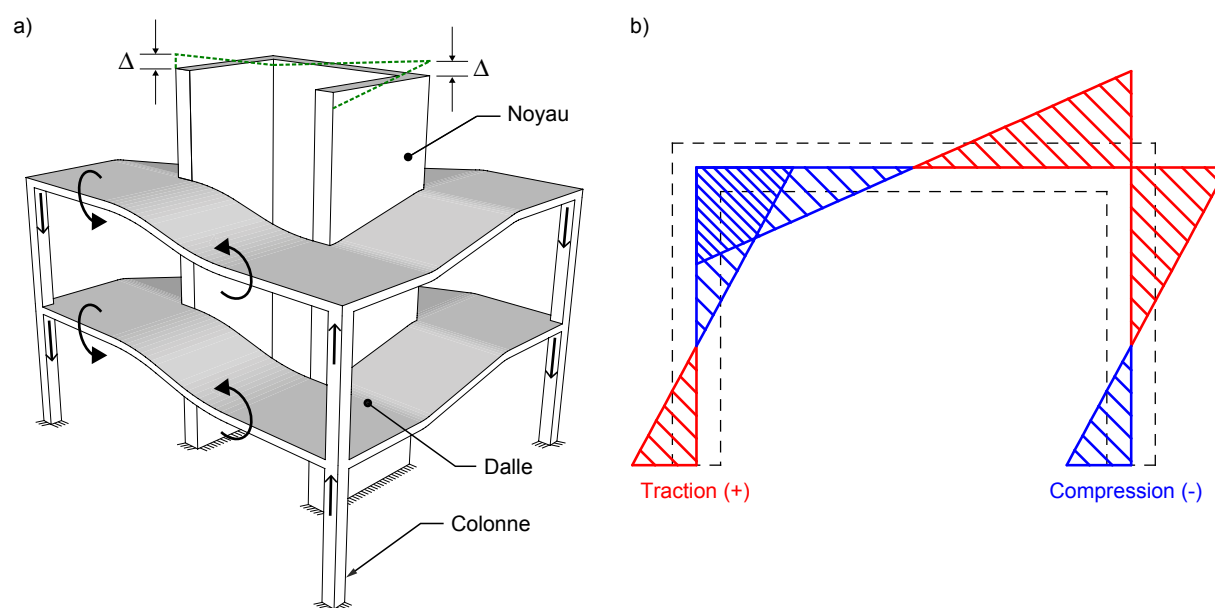 a)
b)
Δ
Δ
Noyau
Dalle
Colonne
Traction (+)
Compression (-)